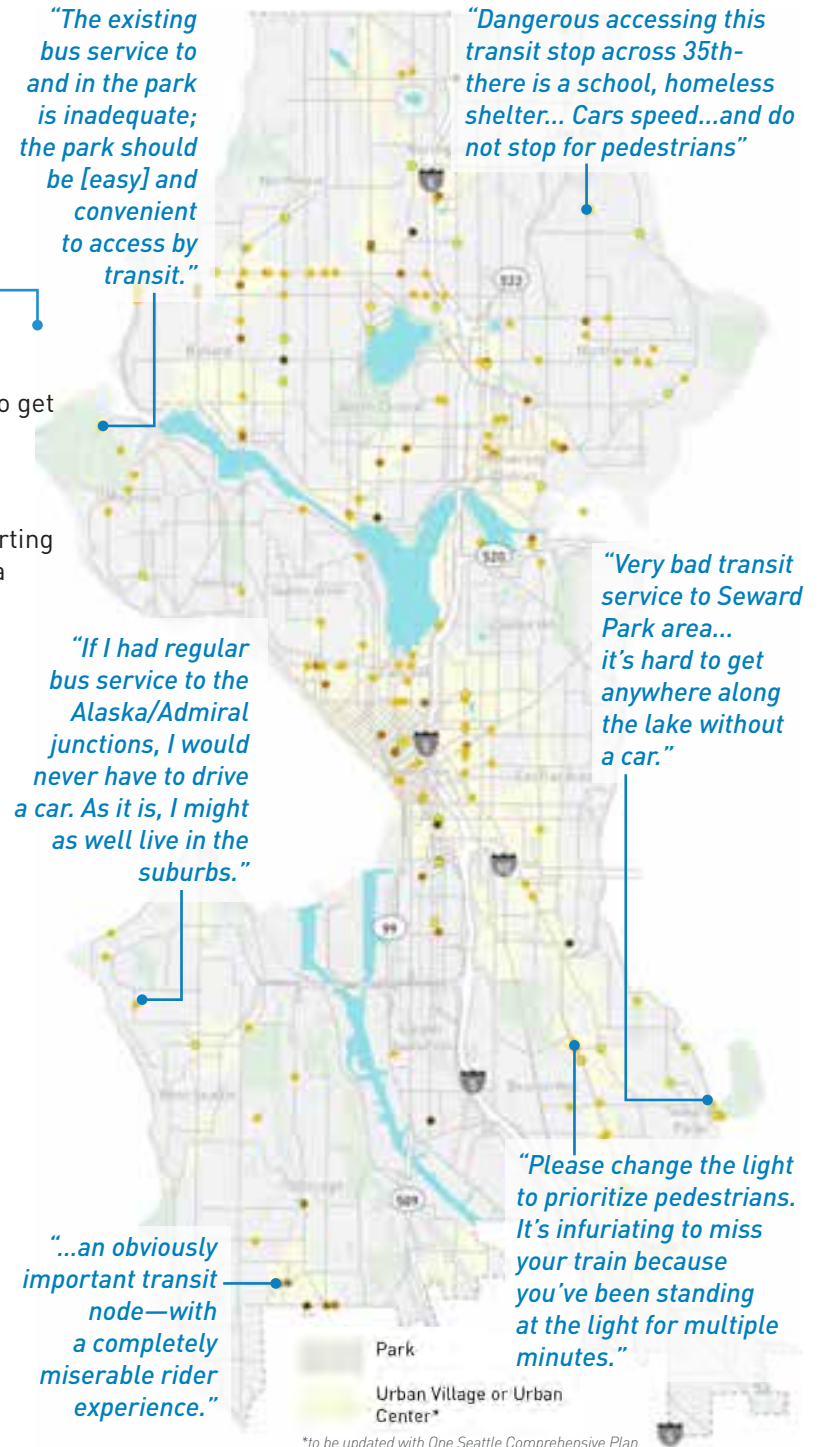 “The existing
bus service to
and in the park
is inadequate;
the park should
be [easy] and
convenient
to access by
transit.”
“Dangerous accessing this
transit stop across 35th-
there is a school, homeless
shelter... Cars speed...and do
not stop for pedestrians”
522
o get
rting
a
520
“Very bad transit
service to Seward
Park area...
it’s hard to get
anywhere along
the lake without
a car.”
“If I had regular
bus service to the
Alaska/Admiral
junctions, I would
never have to drive
a car. As it is, I might
as well live in the
suburbs.”
99
509
“Please change the light
to prioritize pedestrians.
It’s infuriating to miss
your train because
you’ve been standing
at the light for multiple
minutes.”
“...an obviously
important transit
node—with
a completely
miserable rider
experience.”
Park
Urban Village or Urban
Center*
*to be updated with One Seattle Comprehensive Plan